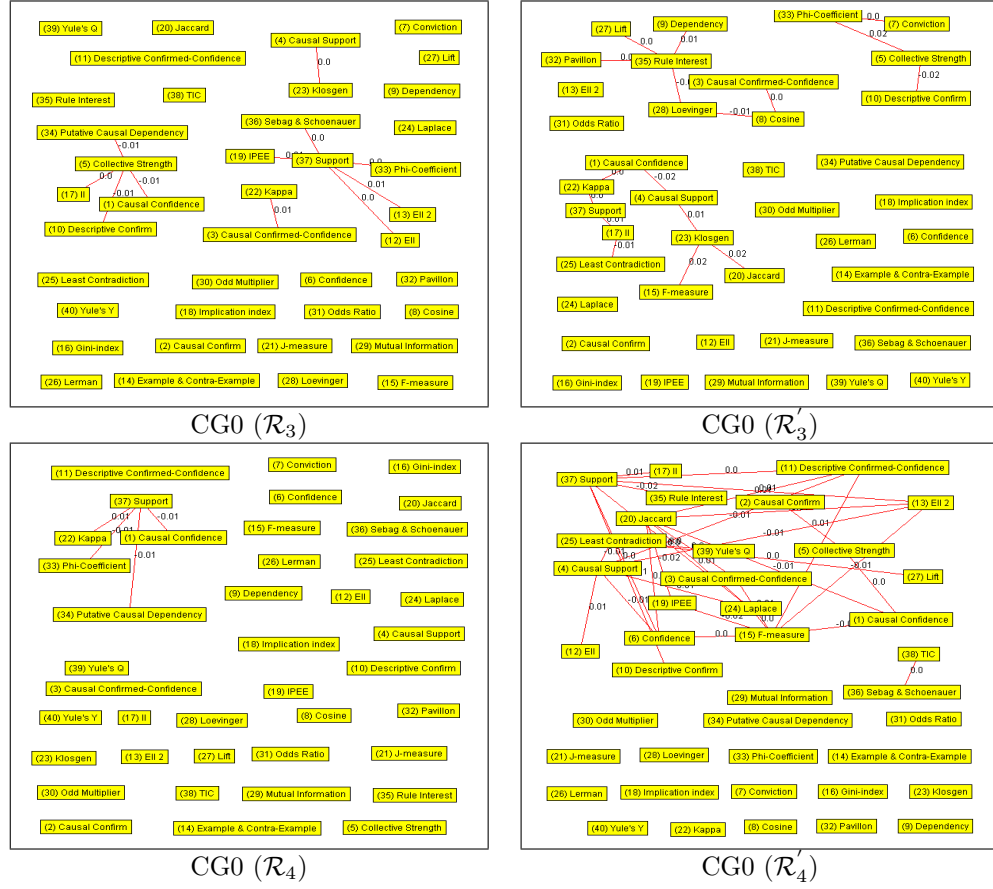 (39) Yule's Q
(20) Jaccard
(7) Conviction
(4) Causal Support
(11) Descriptive Confirmed-Confidence
(27) Lift
0.0
(23) Klosgen
(9) Dependency
(35) Rule Interest
(38) TIC
(36) Sebag & Schoenauer
(24) Laplace
(34) Putative Causal Dependency
0.0
-0.01
(19) IPEE
(37) Support
(5) Collective Strength
(33) Phi-Coefficient
0.0
-0.01
0.01
(17) II
(22) Kappa
-0.01
(1) Causal Confidence
0.01
0.01
(13) EII 2
(10) Descriptive Confirm
(3) Causal Confirmed-Confidence
(12) EII
(25) Least Contradiction
(30) Odd Multiplier
(6) Confidence
(32) Pavillon
(40) Yule's Y
(18) Implication index
(31) Odds Ratio
(8) Cosine
(16) Gini-index
(2) Causal Confirm
(21) J-measure
(29) Mutual Information
(26) Lerman
(14) Example & Contra-Example
(28) Loevinger
(15) F-measure
CG0 (R3)
(33) Phi-Coefficient
0.0
(7) Conviction
(27) Lift
(9) Dependency
0.02
0.0
0.01
(32) Pavillon
0.0
(35) Rule Interest
(5) Collective Strength
-0.02
(13) EII 2
(3) Causal Confirmed-Confidence
(10) Descriptive Confirm
0.0
(28) Loevinger
-0.01
(8) Cosine
(31) Odds Ratio
(1) Causal Confidence
(38) TIC
(34) Putative Causal Dependency
-0.02
(22) Kappa
(4) Causal Support
(18) Implication index
(37) Support
-0.01
(30) Odd Multiplier
(17) II
(23) Klosgen
(26) Lerman
(6) Confidence
-0.01
0.02
0.02
(25) Least Contradiction
(20) Jaccard
(14) Example & Contra-Example
(15) F-measure
(24) Laplace
(11) Descriptive Confirmed-Confidence
(2) Causal Confirm
(12) EII
(21) J-measure
(36) Sebag & Schoenauer
(16) Gini-index
(19) IPEE
(29) Mutual Information
(39) Yule's Q
(40) Yule's Y
CG0 (R3′)
(11) Descriptive Confirmed-Confidence
(7) Conviction
(16) Gini-index
(37) Support
(6) Confidence
(20) Jaccard
-0.01
-0.01
(22) Kappa
(1) Causal Confidence
(15) F-measure
(36) Sebag & Schoenauer
-0.01
(33) Phi-Coefficient
(26) Lerman
(25) Least Contradiction
(9) Dependency
(12) EII
(24) Laplace
(34) Putative Causal Dependency
(4) Causal Support
(18) Implication index
(39) Yule's Q
(10) Descriptive Confirm
(3) Causal Confirmed-Confidence
(19) IPEE
(40) Yule's Y
(17) II
(28) Loevinger
(8) Cosine
(32) Pavillon
(23) Klosgen
(13) EII 2
(27) Lift
(31) Odds Ratio
(21) J-measure
(30) Odd Multiplier
(38) TIC
(29) Mutual Information
(35) Rule Interest
(2) Causal Confirm
(14) Example & Contra-Example
(5) Collective Strength
CG0 (R4)
(37) Support
0.01
(17) II
0.0
(11) Descriptive Confirmed-Confidence
-0.02
(35) Rule Interest
(2) Causal Confirm
(13) EII 2
(20) Jaccard
0.01
(25) Least Contradiction
(39) Yule's Q
(5) Collective Strength
(4) Causal Support
(3) Causal Confirmed-Confidence
-0.01
(27) Lift
0.0
0.01
(19) IPEE
(24) Laplace
(1) Causal Confidence
(6) Confidence
0.0
(15) F-measure
(12) EII
(10) Descriptive Confirm
(38) TIC
0.0
(29) Mutual Information
(36) Sebag & Schoenauer
(30) Odd Multiplier
(34) Putative Causal Dependency
(31) Odds Ratio
(21) J-measure
(28) Loevinger
(33) Phi-Coefficient
(14) Example & Contra-Example
(26) Lerman
(18) Implication index
(7) Conviction
(16) Gini-index
(23) Klosgen
(40) Yule's Y
(22) Kappa
(8) Cosine
(32) Pavillon
(9) Dependency
CG0 (R4′)